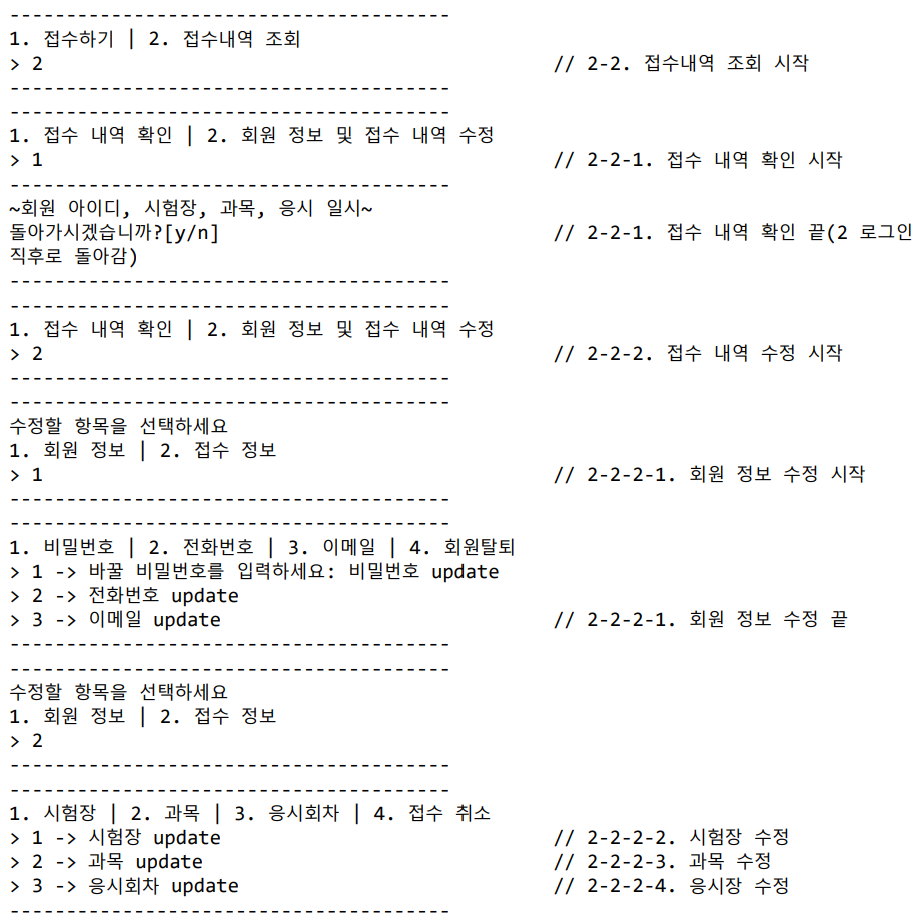 ---------------------------------------
1. 접수하기 | 2. 접수내역 조회
> 2 // 2-2. 접수내역 조회 시작
---------------------------------------
---------------------------------------
1. 접수 내역 확인 | 2. 회원 정보 및 접수 내역 수정
> 1 // 2-2-1. 접수 내역 확인 시작
---------------------------------------
~회원 아이디, 시험장, 과목, 응시 일시~
돌아가시겠습니까?[y/n] // 2-2-1. 접수 내역 확인 끝(2 로그인
직후로 돌아감)
---------------------------------------
---------------------------------------
1. 접수 내역 확인 | 2. 회원 정보 및 접수 내역 수정
> 2 // 2-2-2. 접수 내역 수정 시작
---------------------------------------
---------------------------------------
수정할 항목을 선택하세요
1. 회원 정보 | 2. 접수 정보
> 1 // 2-2-2-1. 회원 정보 수정 시작
---------------------------------------
---------------------------------------
1. 비밀번호 | 2. 전화번호 | 3. 이메일 | 4. 회원탈퇴
> 1 -> 바꿀 비밀번호를 입력하세요: 비밀번호 update
> 2 -> 전화번호 update
> 3 -> 이메일 update // 2-2-2-1. 회원 정보 수정 끝
---------------------------------------
---------------------------------------
수정할 항목을 선택하세요
1. 회원 정보 | 2. 접수 정보
> 2
---------------------------------------
---------------------------------------
1. 시험장 | 2. 과목 | 3. 응시회차 | 4. 접수 취소
> 1 -> 시험장 update // 2-2-2-2. 시험장 수정
> 2 -> 과목 update // 2-2-2-3. 과목 수정
> 3 -> 응시회차 update // 2-2-2-4. 응시장 수정
---------------------------------------